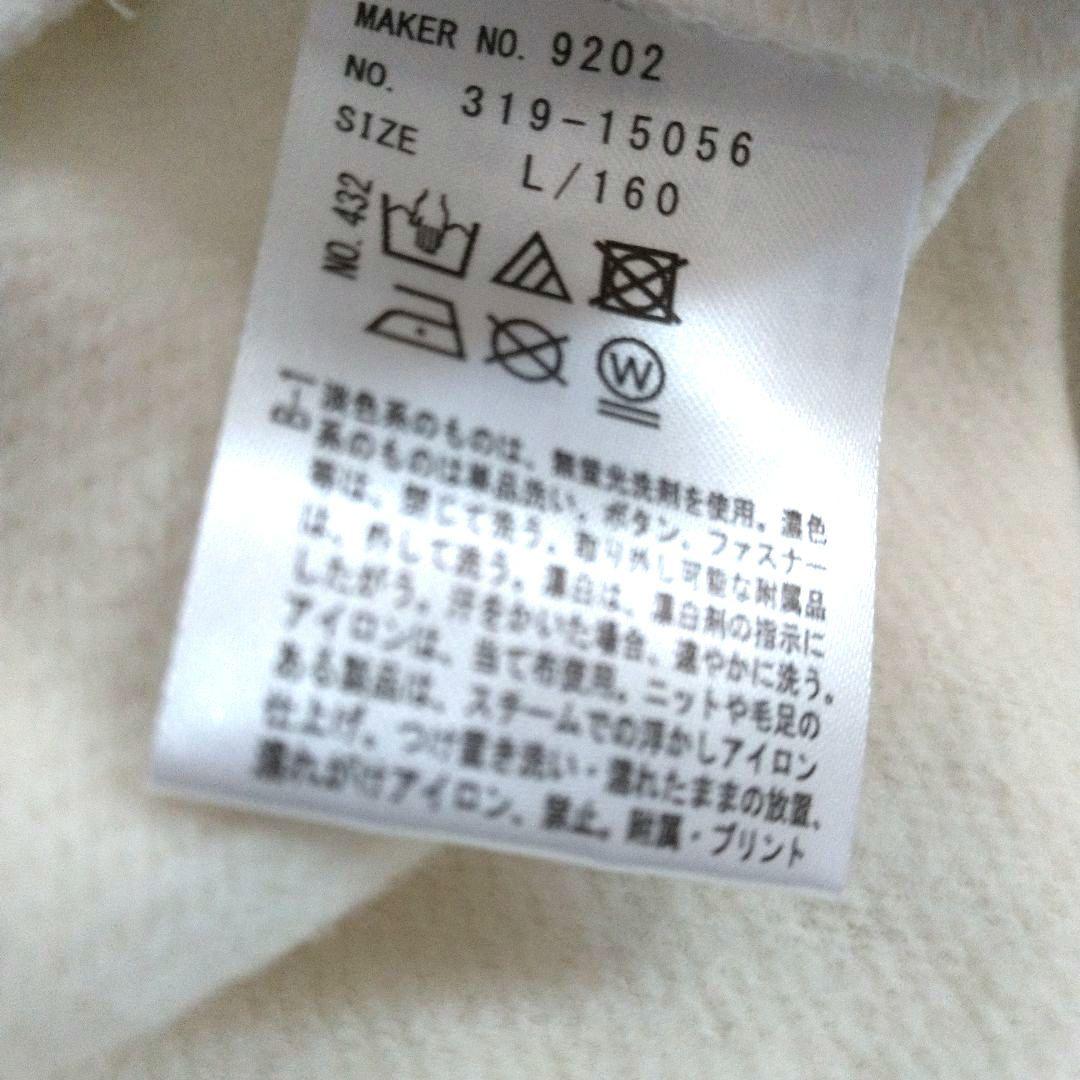 MAKER NO. 9202
NO. 319-15056
SIZE L/160
NO. 432
W
淡色系のものは、無蛍光洗剤を使用。濃色
系のものは単品洗い。ボタン、ファスナー
等は、閉じて洗う。取り外し可能な附属品
は、外して洗う。漂白は、漂白剤の指示に
したがう。汗をかいた場合、速やかに洗う。
アイロンは、当て布使用。ニットや毛足の
ある製品は、スチームでの浮かしアイロン
仕上げ。つけ置き洗い・濡れたままの放置、
濡れがけアイロン、禁止。附属・プリント